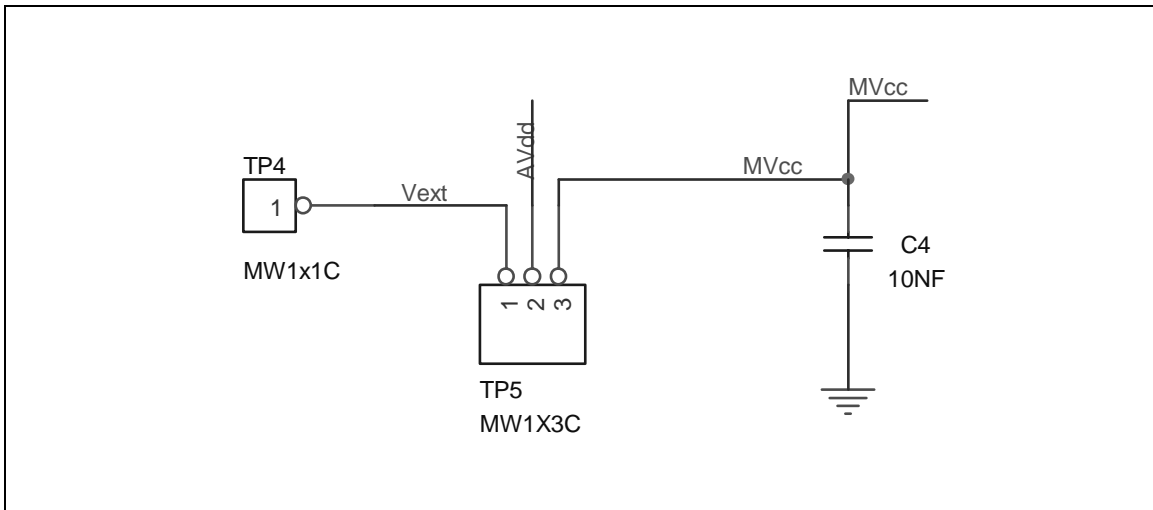 MVcc
AVdd
TP4
MVcc
Vext
1
C4
MW1x1C
10NF
1
2
3
TP5
MW1X3C